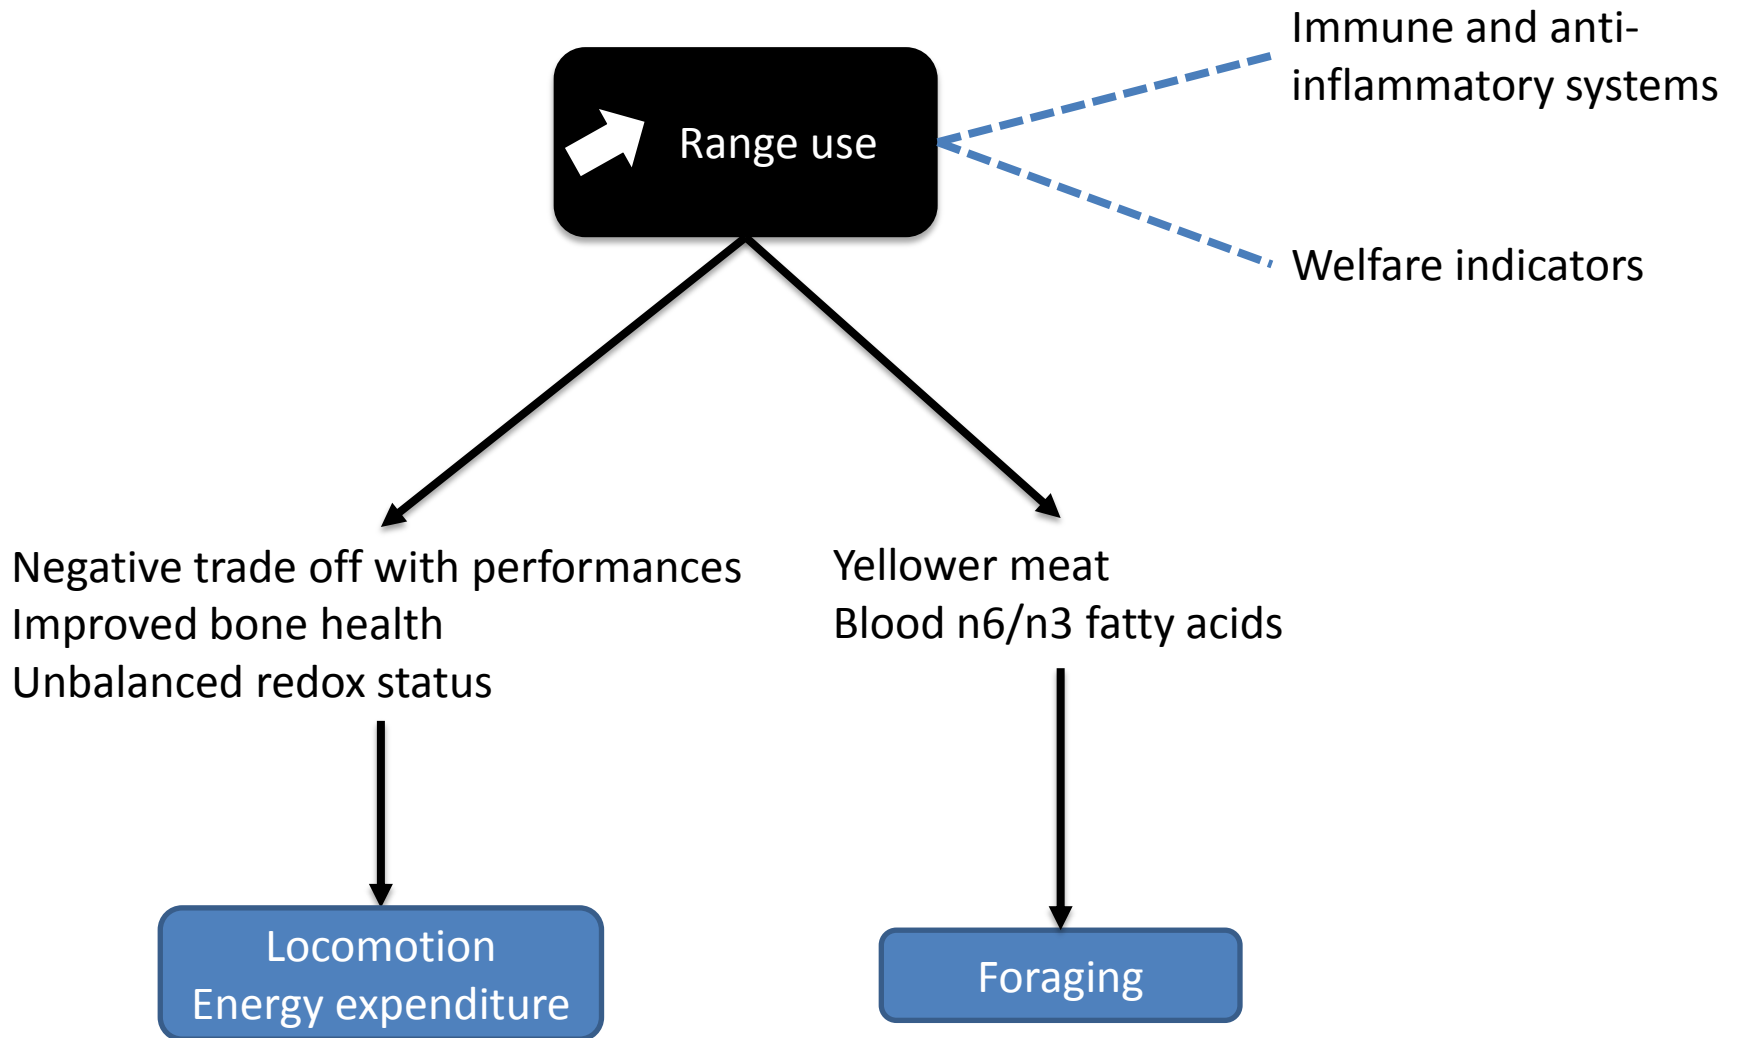 Immune and anti-
inflammatory systems
Range use
Welfare indicators
Negative trade off with performances
Improved bone health
Unbalanced redox status
Yellower meat
Blood n6/n3 fatty acids
Locomotion
Energy expenditure
Foraging